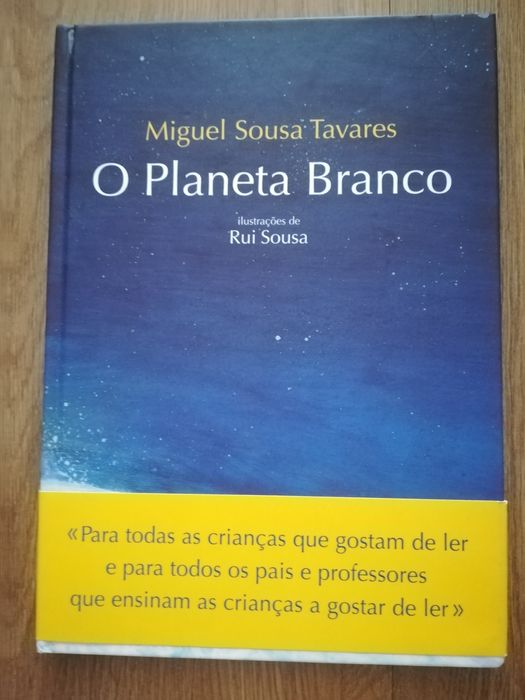 Miguel Sousa Tavares
O Planeta Branco
ilustrações de
Rui Sousa
«Para todas as crianças que gostam de ler
e para todos os pais e professores
que ensinam as crianças a gostar de ler»